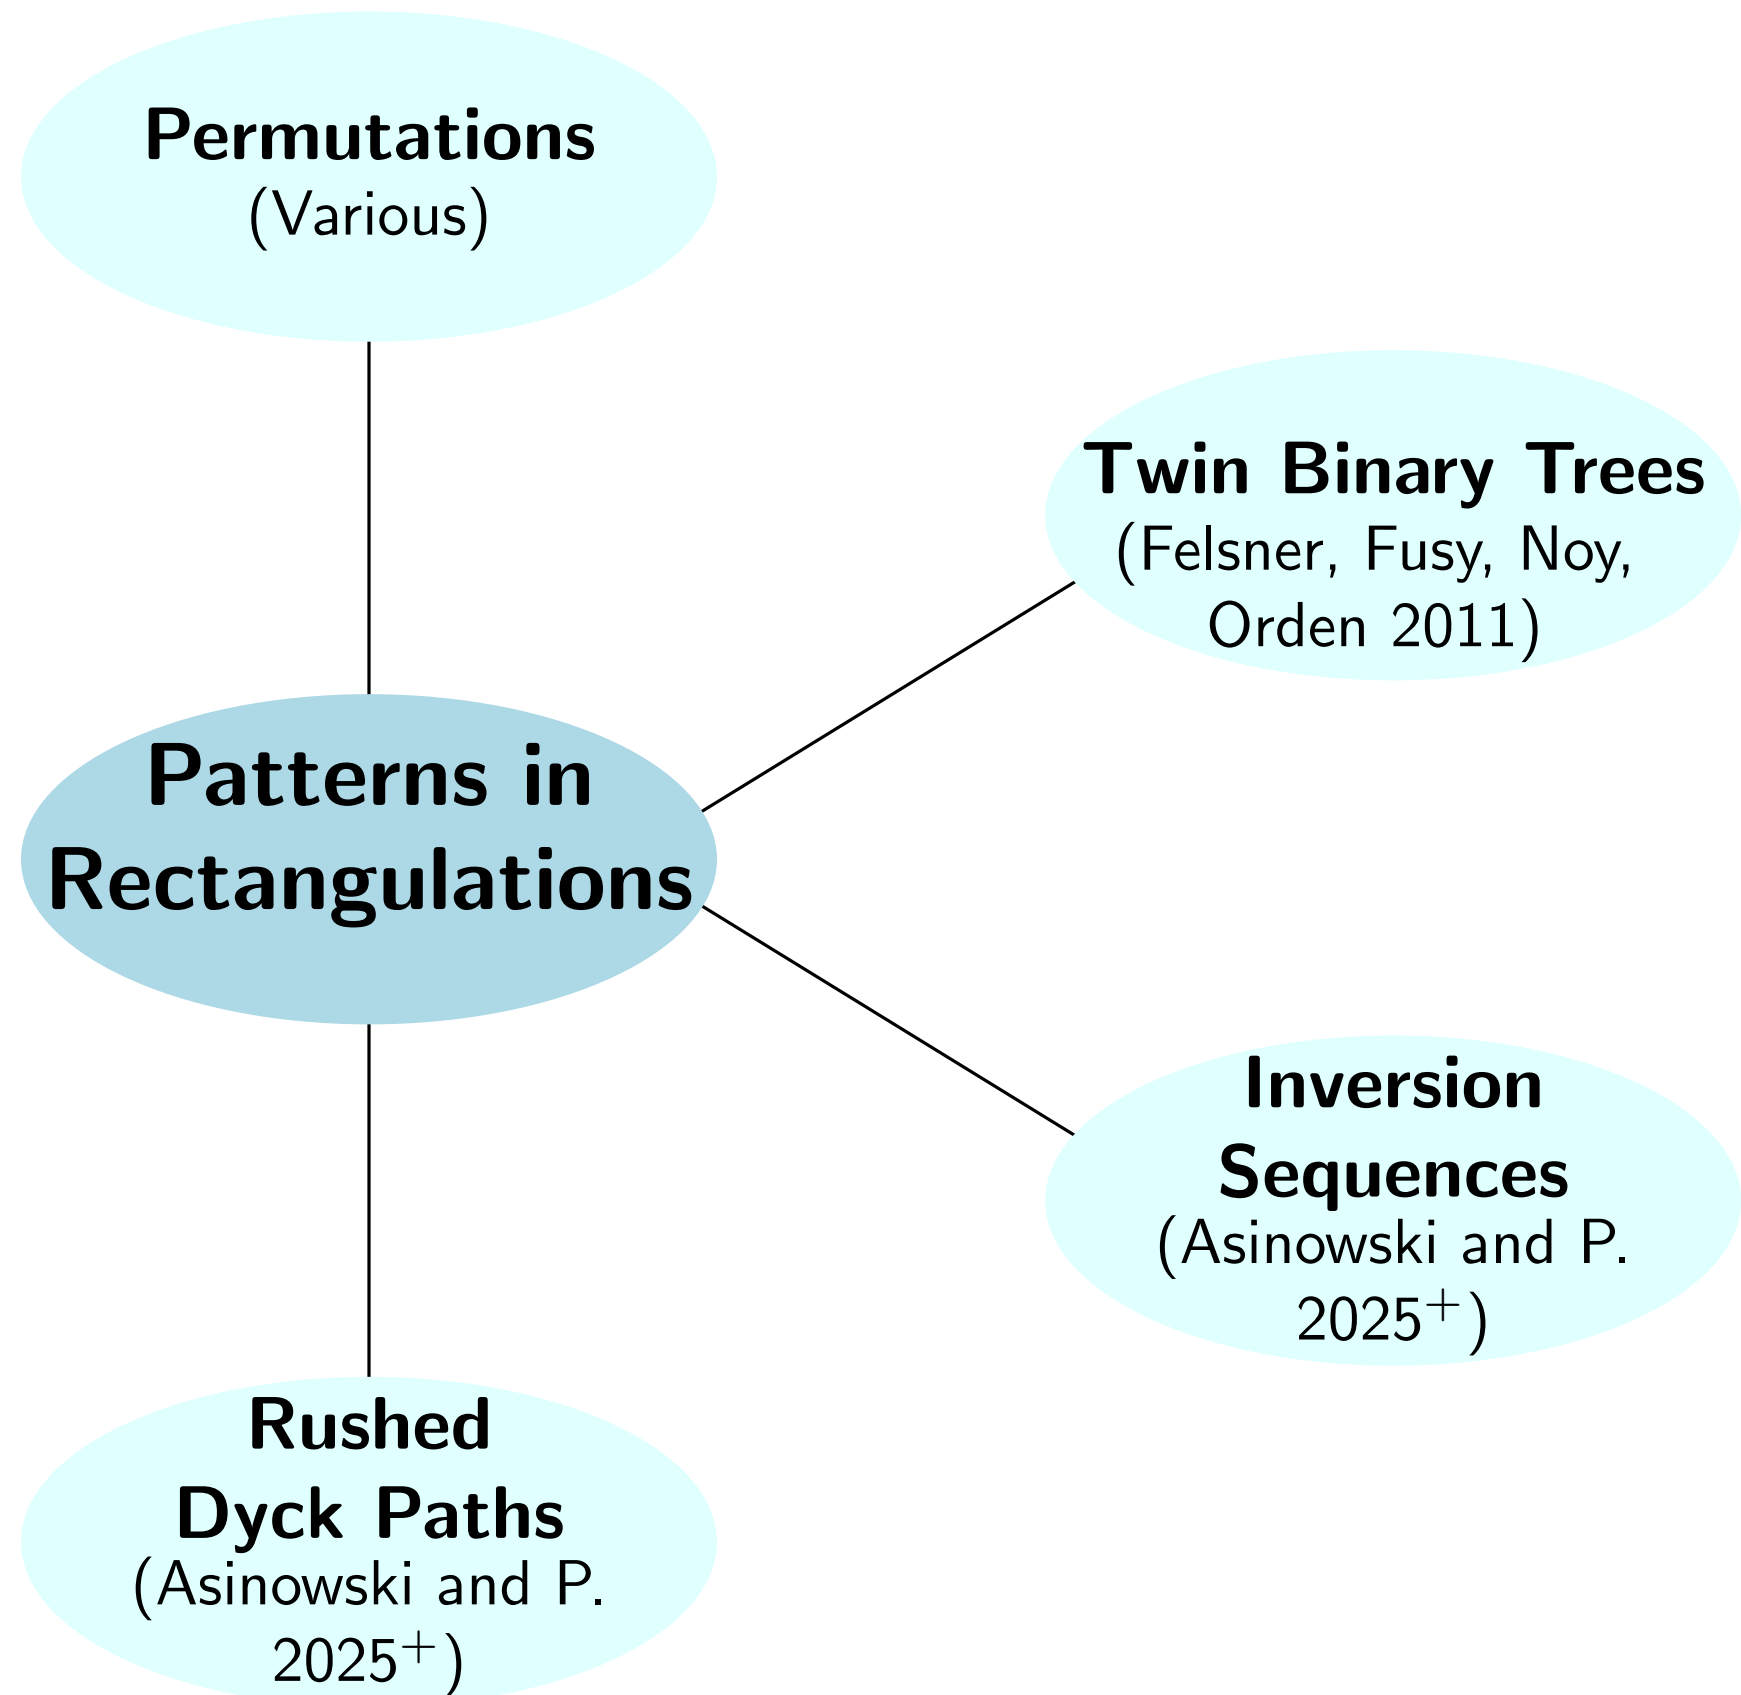 Permutations
(Various)
Twin Binary Trees
(Felsner, Fusy, Noy,
Orden 2011)
Patterns in
Rectangulations
Inversion
Sequences
(Asinowski and P.
2025⁺)
Rushed
Dyck Paths
(Asinowski and P.
2025⁺)